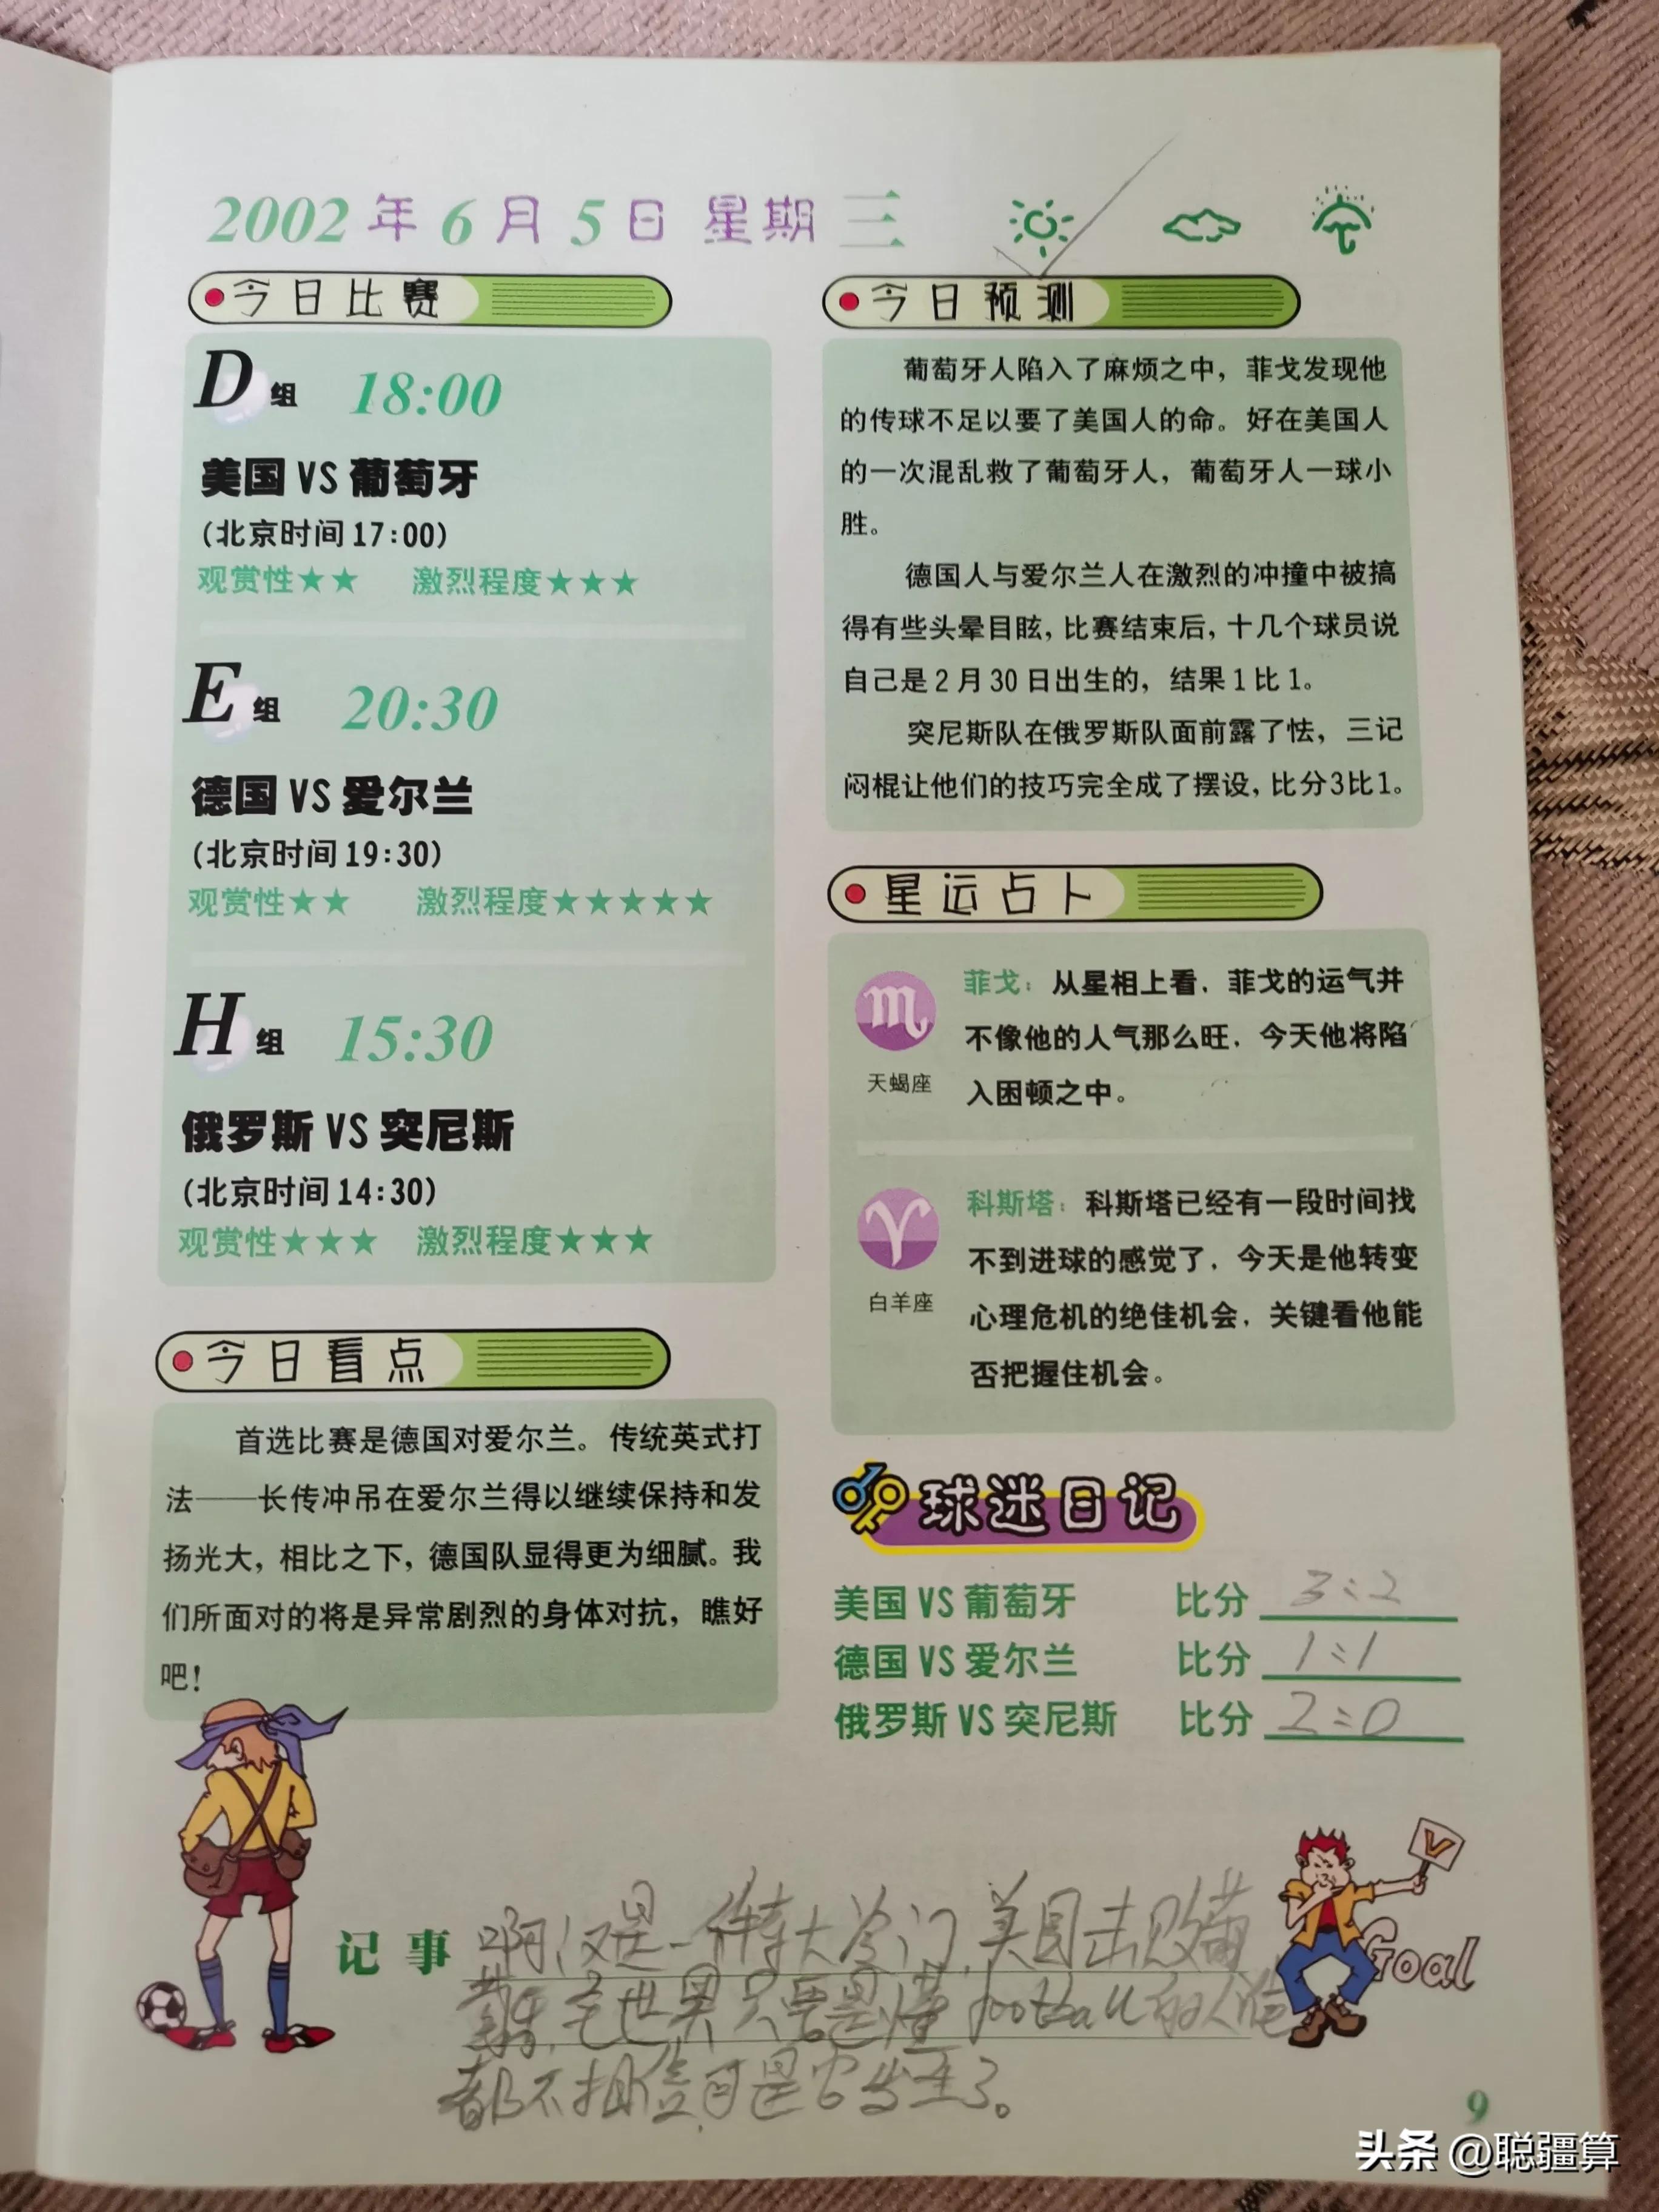 2002年6月5日 星期三
今日比赛
D组 18:00
美国VS葡萄牙
(北京时间17:00)
观赏性★★ 激烈程度★★★
E组 20:30
德国VS爱尔兰
(北京时间19:30)
观赏性★★ 激烈程度★★★★★
H组 15:30
俄罗斯VS突尼斯
(北京时间14:30)
观赏性★★★ 激烈程度★★★
今日看点
首选比赛是德国对爱尔兰。传统英式打
法——长传冲吊在爱尔兰得以继续保持和发
扬光大，相比之下，德国队显得更为细腻。我
们所面对的将是异常剧烈的身体对抗，瞧好
吧！
今日预测
葡萄牙人陷入了麻烦之中，菲戈发现他
的传球不足以要了美国人的命。好在美国人
的一次混乱救了葡萄牙人，葡萄牙人一球小
胜。
德国人与爱尔兰人在激烈的冲撞中被搞
得有些头晕目眩，比赛结束后，十几个球员说
自己是2月30日出生的，结果1比1。
突尼斯队在俄罗斯队面前露了怯，三记
闷棍让他们的技巧完全成了摆设，比分3比1。
星运占卜
天蝎座
菲戈：从星相上看，菲戈的运气并
不像他的人气那么旺，今天他将陷
入困顿之中。
白羊座
科斯塔：科斯塔已经有一段时间找
不到进球的感觉了，今天是他转变
心理危机的绝佳机会，关键看他能
否把握住机会。
球迷日记
美国VS葡萄牙 比分 3:2
德国VS爱尔兰 比分 1:1
俄罗斯VS突尼斯 比分 2:0
记事 啊,又是一件大冷门,美国击败葡
萄牙,全世界只要是懂football的人
都不相信,可是它发生了。
Goal
9
头条 @聪疆算